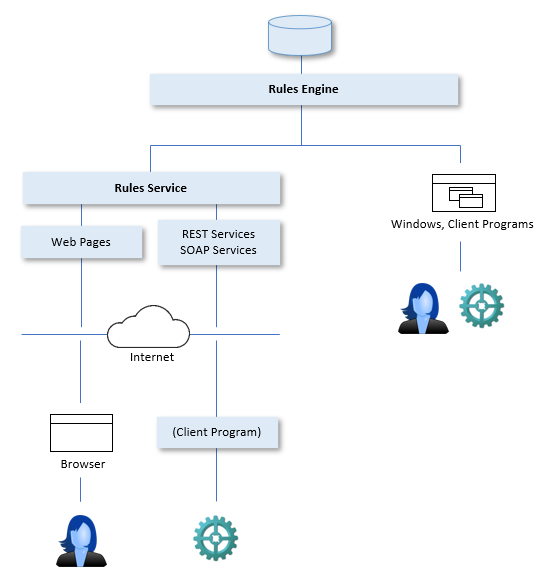 Rules Engine
Rules Service
Windows, Client Programs
Web Pages
REST Services
SOAP Services
Internet
(Client Program)
Browser